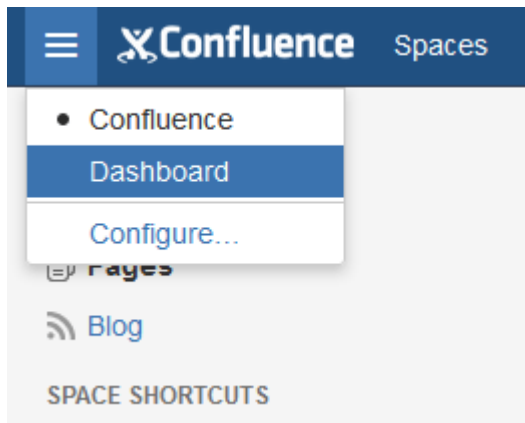 Confluence Spaces
Confluence
Dashboard
Configure...
Pages
Blog
SPACE SHORTCUTS